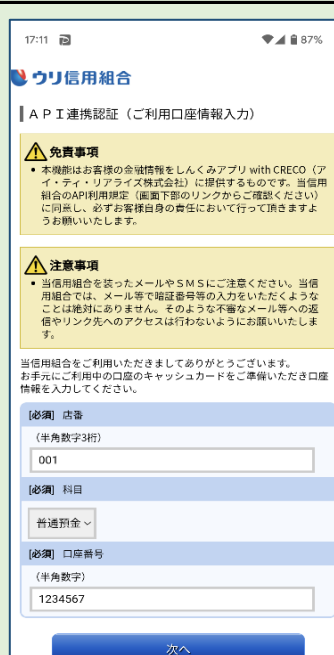 17:11 87%
ウリ信用組合
ＡＰＩ連携認証（ご利用口座情報入力）
免責事項
• 本機能はお客様の金融情報をしんくみアプリ with CRECO（ア
イ・ティ・リアライズ株式会社）に提供するものです。当信用
組合のAPI利用規定（画面下部のリンクからご確認ください）
に同意し、必ずお客様自身の責任において行って頂きますよ
うお願いいたします。
注意事項
• 当信用組合を装ったメールやＳＭＳにご注意ください。当信
用組合では、メール等で暗証番号等の入力をいただくような
ことは絶対にありません。そのような不審なメール等への返
信やリンク先へのアクセスは行わないようにお願いいたしま
す。
当信用組合をご利用いただきましてありがとうございます。
お手元にご利用中の口座のキャッシュカードをご準備いただき口座
情報を入力してください。
[必須] 店番
（半角数字3桁）
001
[必須] 科目
普通預金
[必須] 口座番号
（半角数字）
1234567
次へ